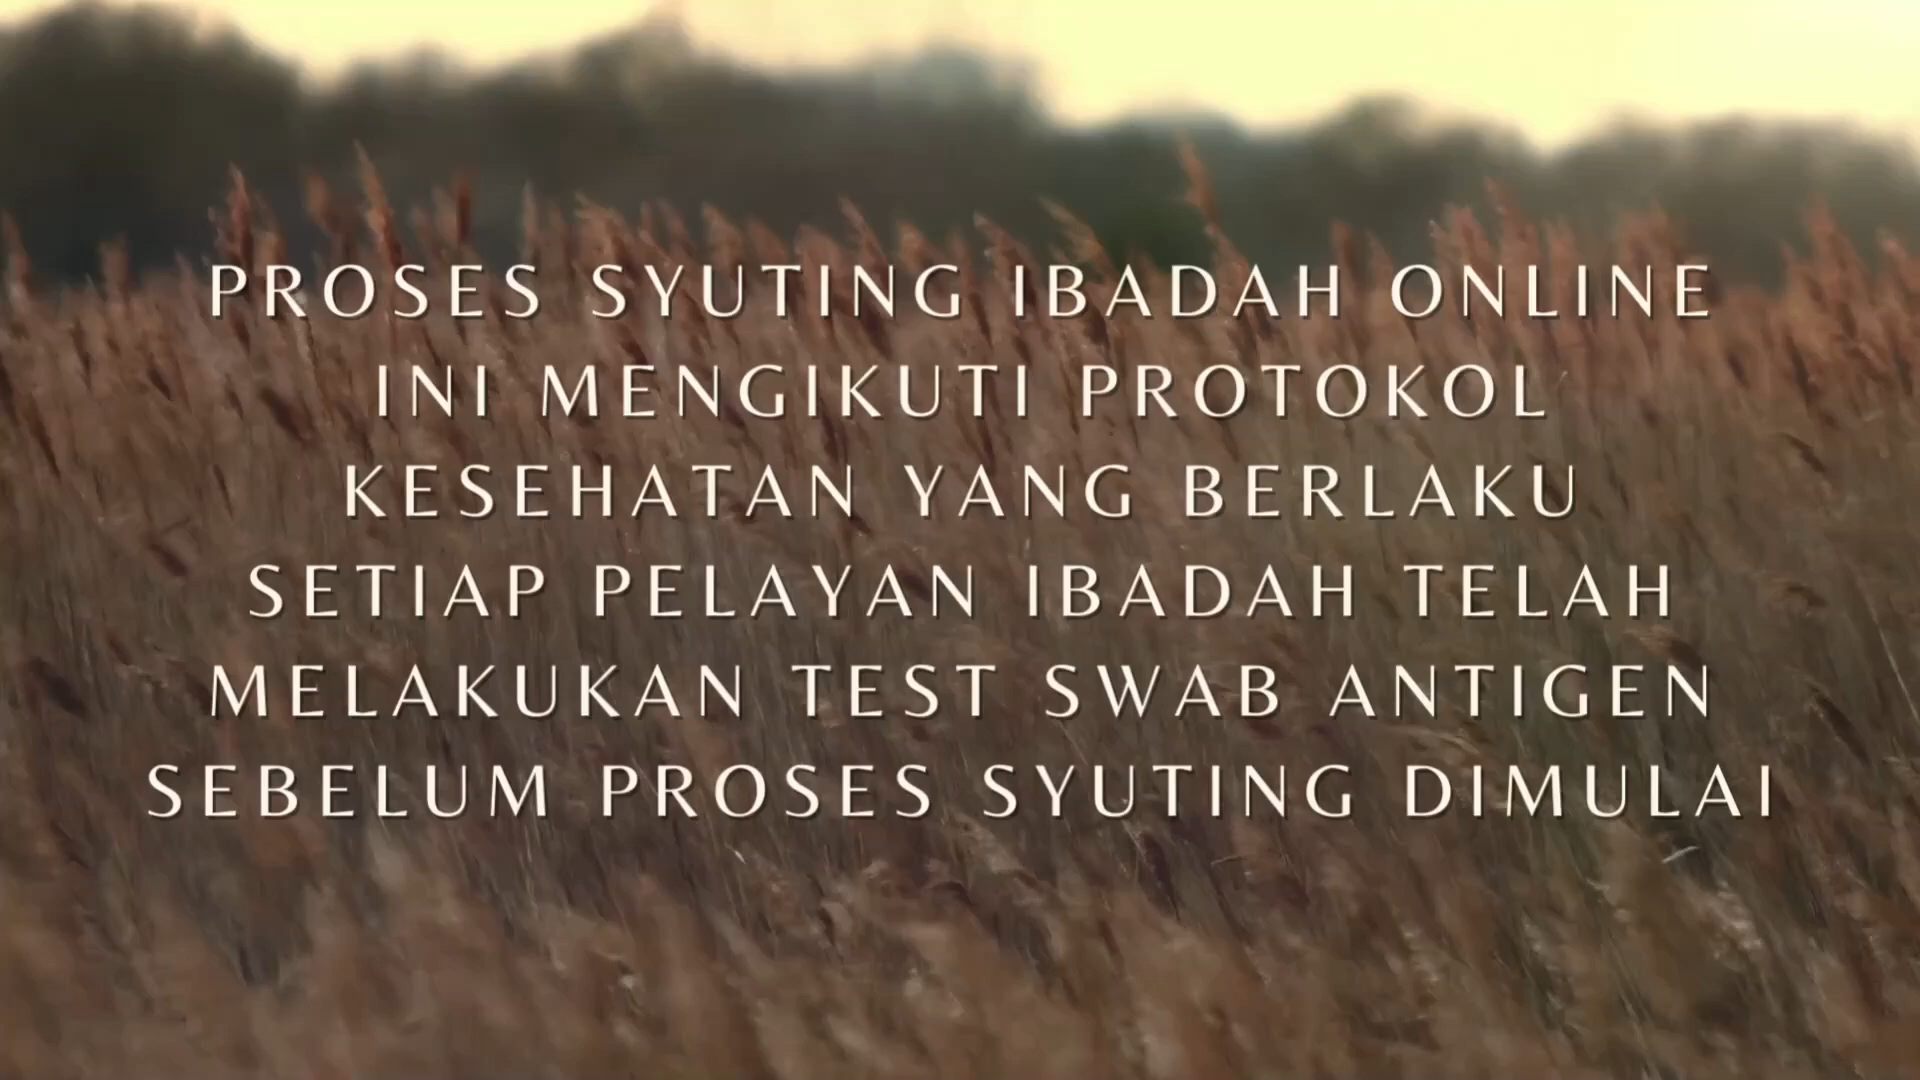 PROSES SYUTING IBADAH ONLINE
INI MENGIKUTI PROTOKOL
KESEHATAN YANG BERLAKU
SETIAP PELAYAN IBADAH TELAH
MELAKUKAN TEST SWAB ANTIGEN
SEBELUM PROSES SYUTING DIMULAI